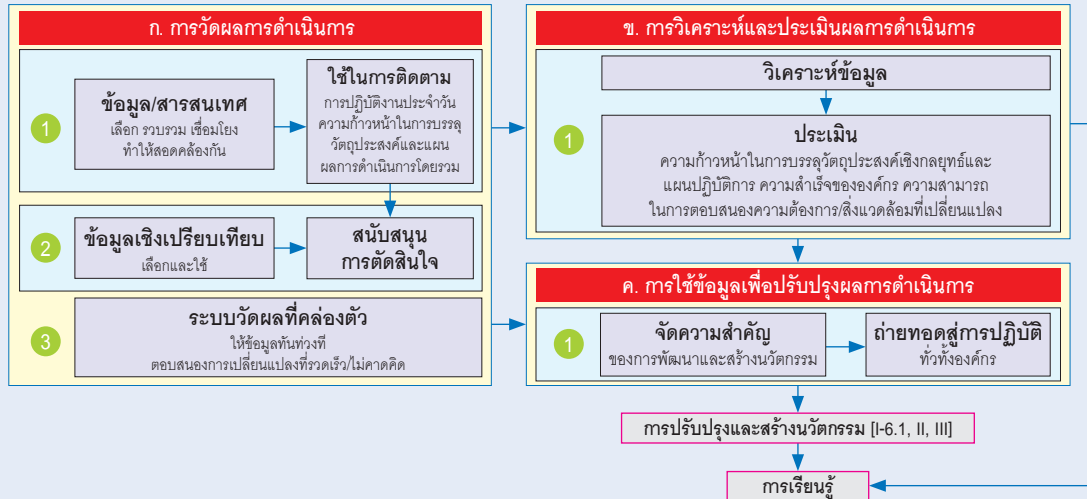 ก. การวัดผลการดำเนินการ
1
ข้อมูล/สารสนเทศ
เลือก รวบรวม เชื่อมโยง
ทำให้สอดคล้องกัน
ใช้ในการติดตาม
การปฏิบัติงานประจำวัน
ความก้าวหน้าในการบรรลุ
วัตถุประสงค์และแผน
ผลการดำเนินการโดยรวม
2
ข้อมูลเชิงเปรียบเทียบ
เลือกและใช้
สนับสนุน
การตัดสินใจ
3
ระบบวัดผลที่คล่องตัว
ให้ข้อมูลทันท่วงที
ตอบสนองการเปลี่ยนแปลงที่รวดเร็ว/ไม่คาดคิด
ข. การวิเคราะห์และประเมินผลการดำเนินการ
วิเคราะห์ข้อมูล
1
ประเมิน
ความก้าวหน้าในการบรรลุวัตถุประสงค์เชิงกลยุทธ์และ
แผนปฏิบัติการ ความสำเร็จขององค์กร ความสามารถ
ในการตอบสนองความต้องการ/สิ่งแวดล้อมที่เปลี่ยนแปลง
ค. การใช้ข้อมูลเพื่อปรับปรุงผลการดำเนินการ
1
จัดความสำคัญ
ของการพัฒนาและสร้างนวัตกรรม
ถ่ายทอดสู่การปฏิบัติ
ทั่วทั้งองค์กร
การปรับปรุงและสร้างนวัตกรรม [I-6.1, II, III]
การเรียนรู้